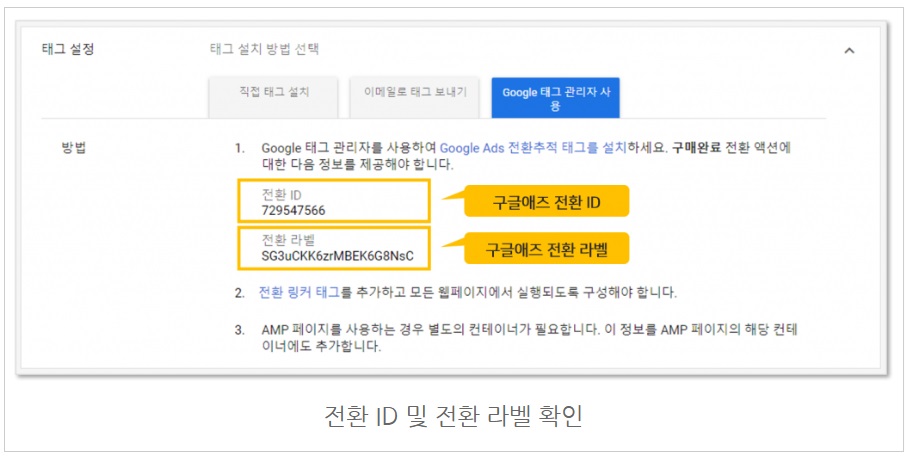 태그 설정
태그 설치 방법 선택
직접 태그 설치
이메일로 태그 보내기
Google 태그 관리자 사
용
방법
1. Google 태그 관리자를 사용하여 Google Ads 전환추적 태그를 설치하세요. 구매완료 전환 액션에
대한 다음 정보를 제공해야 합니다.
전환 ID
729547566
구글애즈 전환 ID
전환 라벨
SG3uCKK6zrMBEK6G8NsC
구글애즈 전환 라벨
2. 전환 링커 태그를 추가하고 모든 웹페이지에서 실행되도록 구성해야 합니다.
3. AMP 페이지를 사용하는 경우 별도의 컨테이너가 필요합니다. 이 정보를 AMP 페이지의 해당 컨테
이너에도 추가합니다.
전환 ID 및 전환 라벨 확인